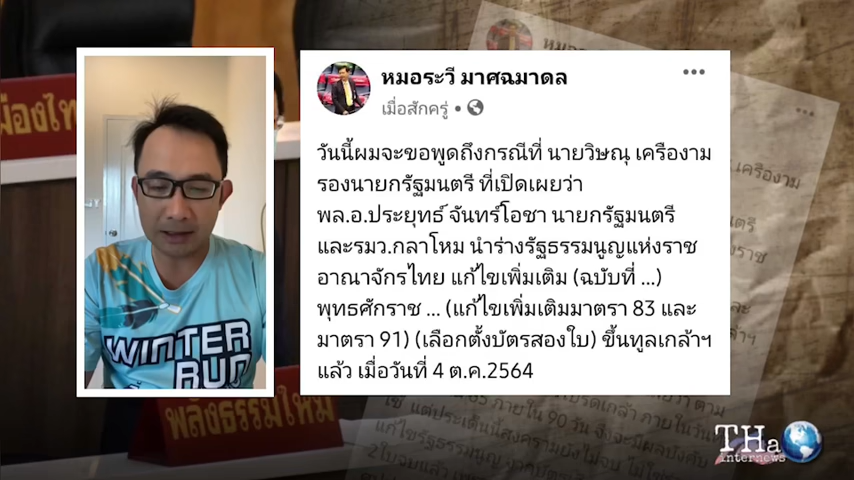 หมอระวี มาศฉมาดล
เมื่อสักครู่
วันนี้ผมจะขอพูดถึงกรณีที่ นายวิษณุ เครืองาม
รองนายกรัฐมนตรี ที่เปิดเผยว่า
พล.อ.ประยุทธ์ จันทร์โอชา นายกรัฐมนตรี
และรมว.กลาโหม นำร่างรัฐธรรมนูญแห่งราช
อาณาจักรไทย แก้ไขเพิ่มเติม (ฉบับที่ ...)
พุทธศักราช ... (แก้ไขเพิ่มเติมมาตรา 83 และ
มาตรา 91) (เลือกตั้งบัตรสองใบ) ขึ้นทูลเกล้าฯ
แล้ว เมื่อวันที่ 4 ต.ค.2564
WINTER
RUN
พลังธรรมใหม่
THa
internews